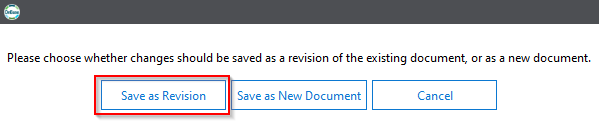 OnBase
Please choose whether changes should be saved as a revision of the existing document, or as a new document.
Save as Revision
Save as New Document
Cancel